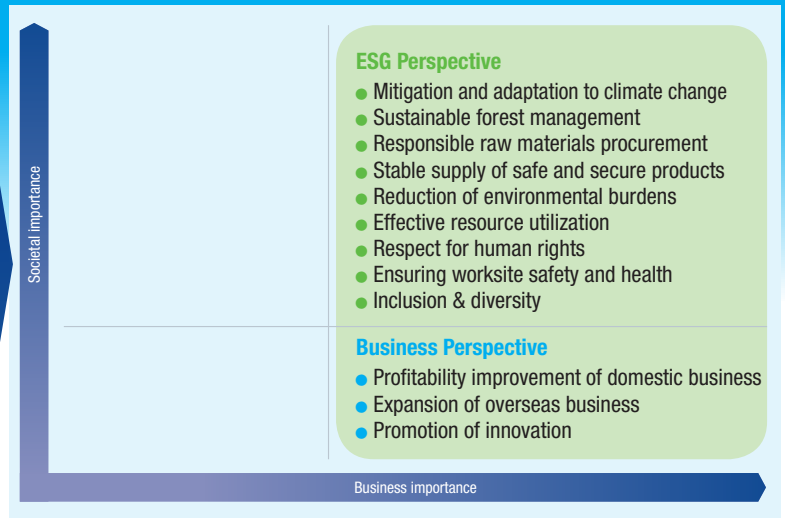 Societal importance
ESG Perspective
● Mitigation and adaptation to climate change
● Sustainable forest management
● Responsible raw materials procurement
● Stable supply of safe and secure products
● Reduction of environmental burdens
● Effective resource utilization
● Respect for human rights
● Ensuring worksite safety and health
● Inclusion & diversity
Business Perspective
● Profitability improvement of domestic business
● Expansion of overseas business
● Promotion of innovation
Business importance